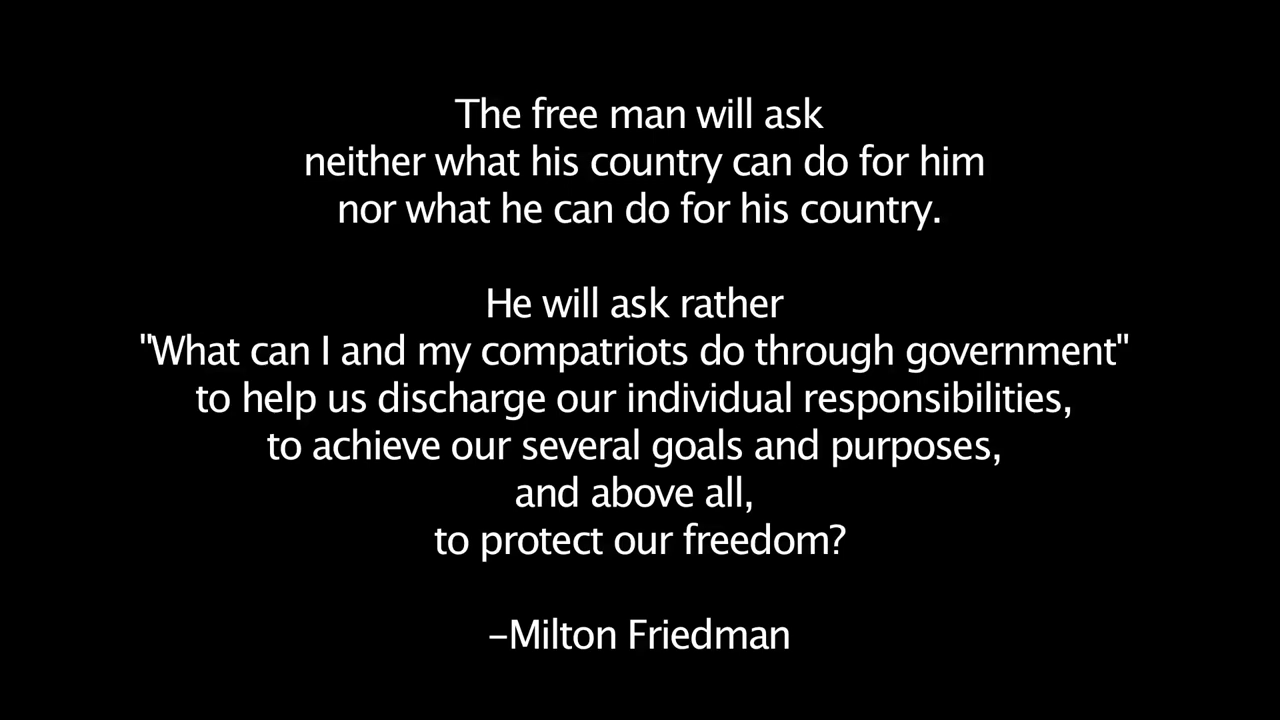 The free man will ask
neither what his country can do for him
nor what he can do for his country.
He will ask rather
"What can I and my compatriots do through government"
to help us discharge our individual responsibilities,
to achieve our several goals and purposes,
and above all,
to protect our freedom?
–Milton Friedman